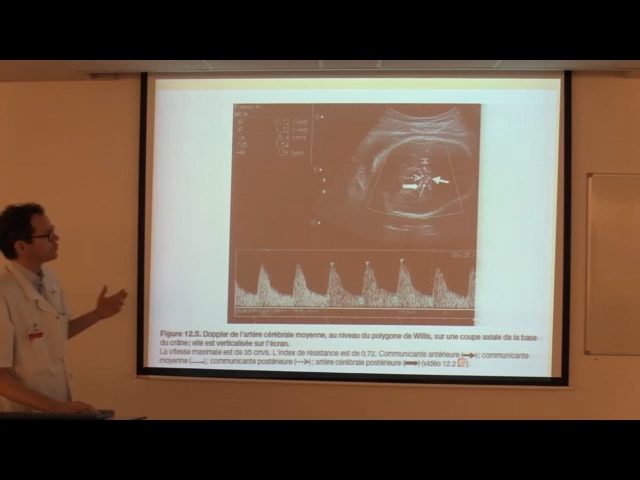 MCA
Figure 12.5. Doppler de l'artère cérébrale moyenne, au niveau du polygone de Willis, sur une coupe axiale de la base
du crâne; elle est verticalisée sur l'écran.
La vitesse maximale est de 35 cm/s. L'index de résistance est de 0,72. Communicante antérieure ( ); communicante
moyenne ( ); communicante postérieure ( ); artère cérébrale postérieure ( ) (vidéo 12.2 ).